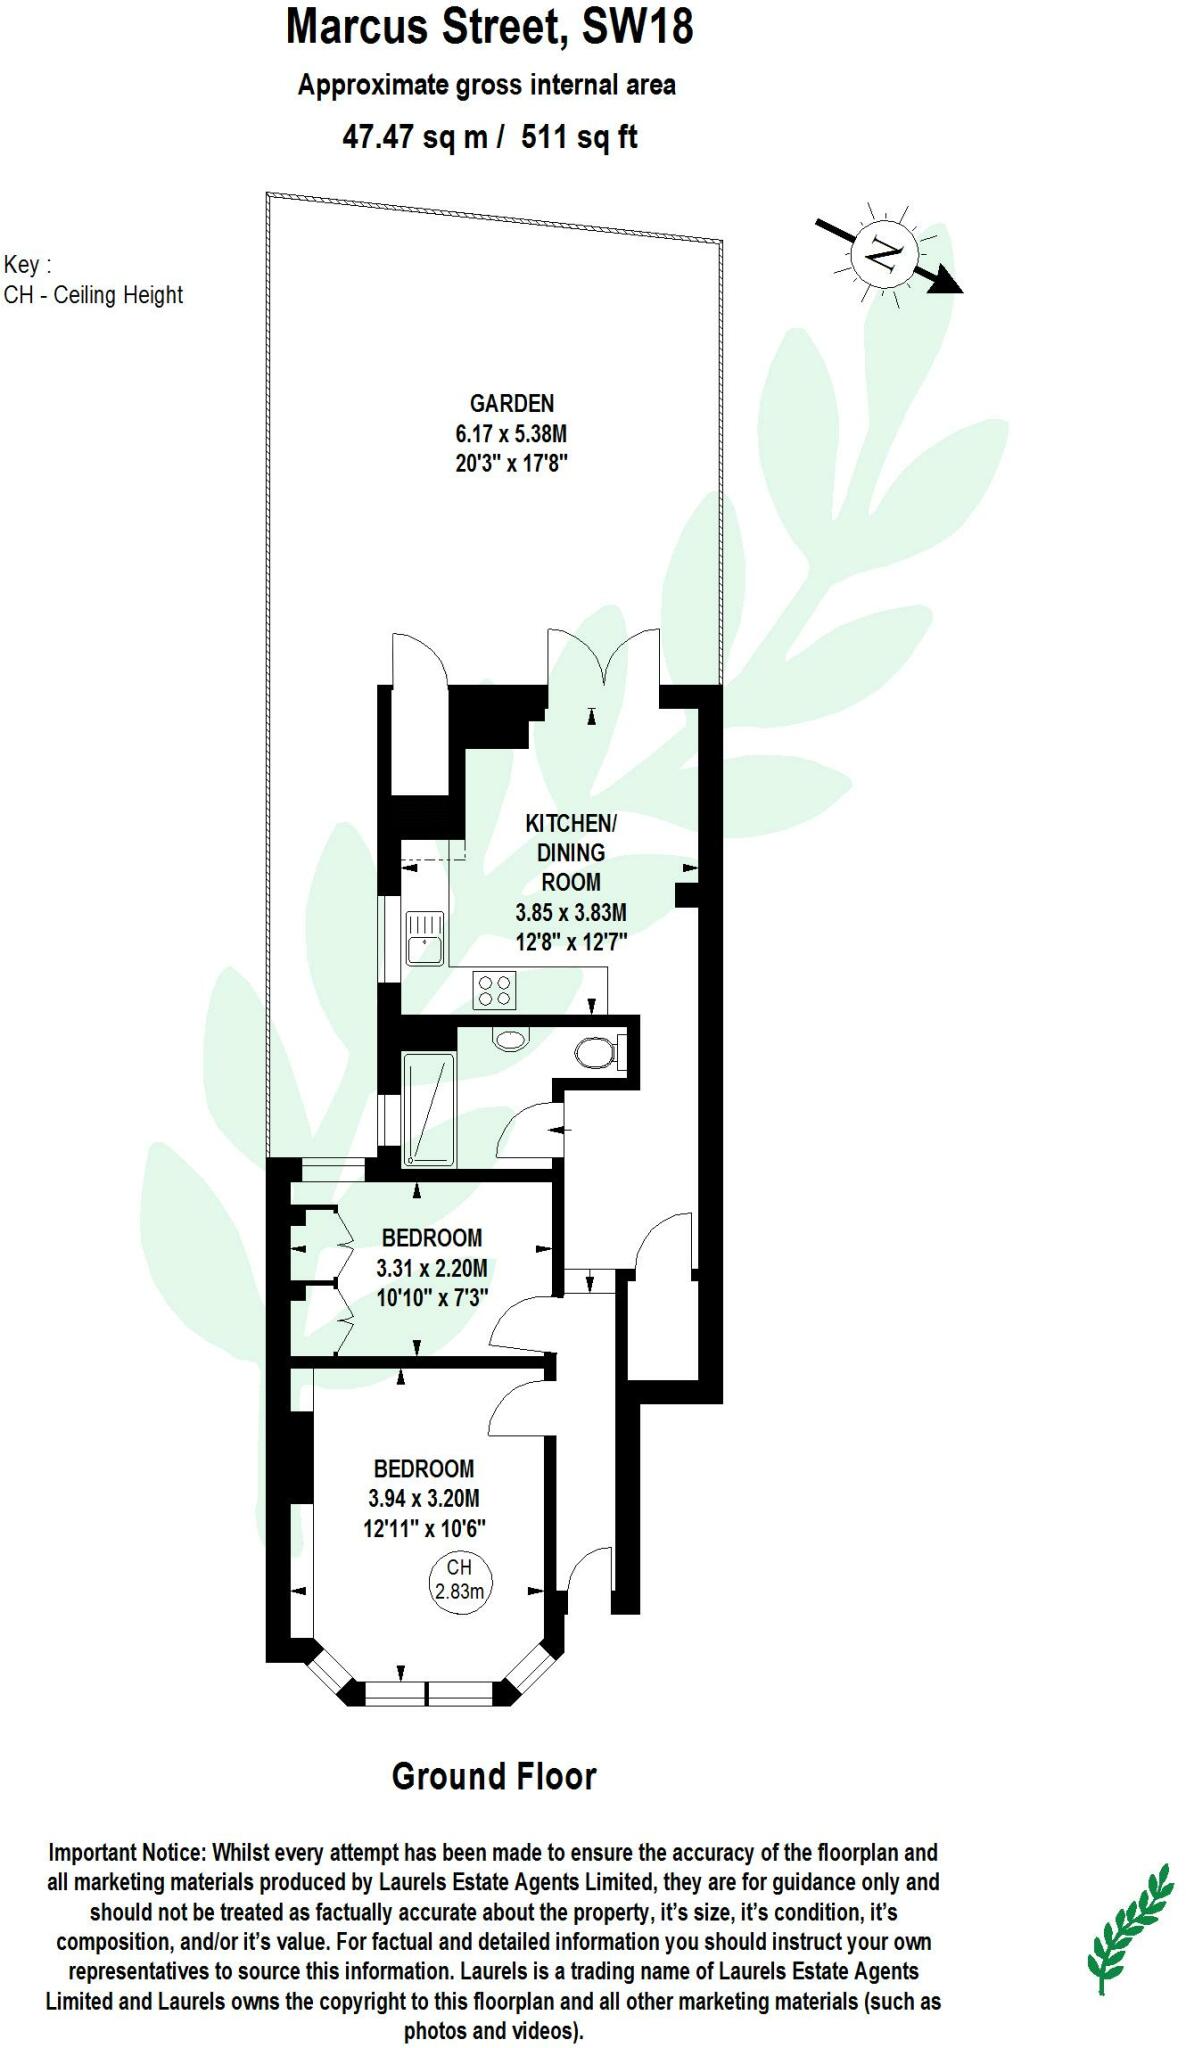 Marcus Street, SW18
Approximate gross internal area
47.47 sq m / 511 sq ft
N
Key :
CH - Ceiling Height
GARDEN
6.17 x 5.38M
20'3" x 17'8"
KITCHEN/
DINING
ROOM
3.85 x 3.83M
12'8" x 12'7"
BEDROOM
3.31 x 2.20M
10'10" x 7'3"
BEDROOM
3.94 x 3.20M
12'11" x 10'6"
CH
2.83m
Ground Floor
Important Notice: Whilst every attempt has been made to ensure the accuracy of the floorplan and
all marketing materials produced by Laurels Estate Agents Limited, they are for guidance only and
should not be treated as factually accurate about the property, it's size, it's condition, it's
composition, and/or it's value. For factual and detailed information you should instruct your own
representatives to source this information. Laurels is a trading name of Laurels Estate Agents
Limited and Laurels owns the copyright to this floorplan and all other marketing materials (such as
photos and videos).